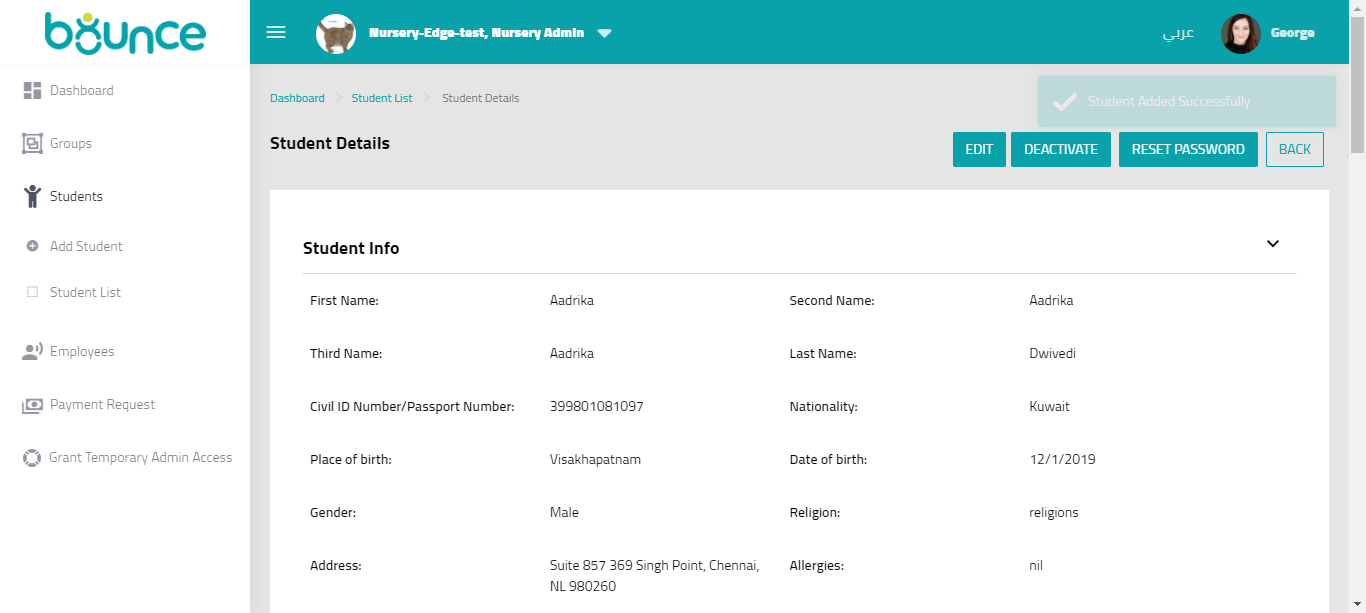 bounce
Nursery-Edge-test, Nursery Admin
عربي
George
Dashboard
Groups
Students
Add Student
Student List
Employees
Payment Request
Grant Temporary Admin Access
Dashboard
Student List
Student Details
Student Added Successfully
Student Details
EDIT
DEACTIVATE
RESET PASSWORD
BACK
Student Info
First Name: Aadrika Second Name: Aadrika
Third Name: Aadrika Last Name: Dwivedi
Civil ID Number/Passport Number: 399801081097 Nationality: Kuwait
Place of birth: Visakhapatnam Date of birth: 12/1/2019
Gender: Male Religion: religions
Address: Suite 857 369 Singh Point, Chennai, Allergies: nil
NL 980260